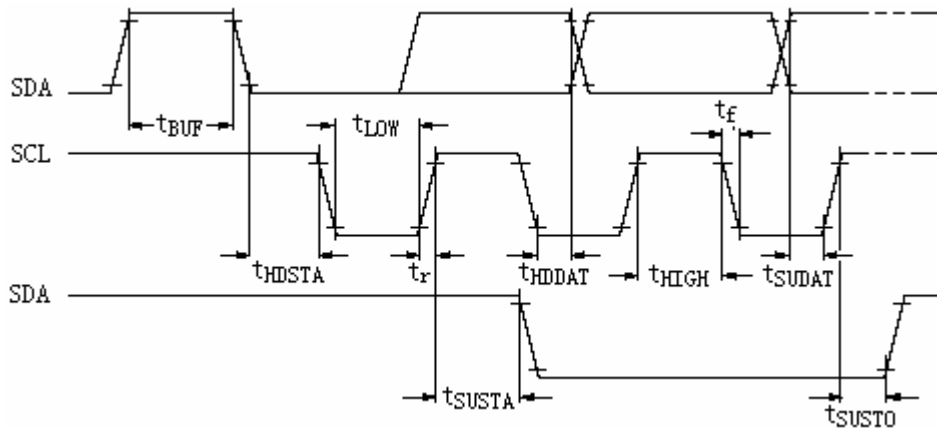 SDA
tBUF
tLOW
tf
SCL
tHDSTA
tr
tHDDAT
tHIGH
tSUDAT
SDA
tSUSTA
tSUSTO